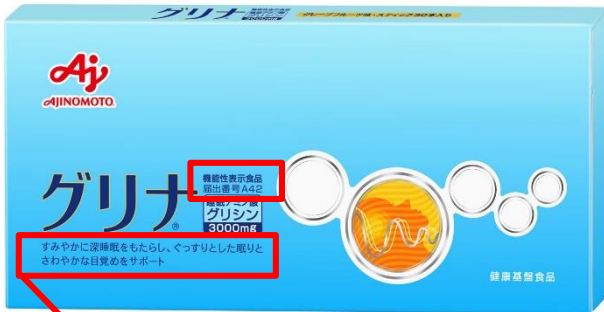 グリナ
グレープフルーツ味・スティック30本入り
Aj
AJINOMOTO
グリナ®
機能性表示食品
届出番号A42
睡眠アミノ酸
グリシン
3000mg
すみやかに深睡眠をもたらし、ぐっすりとした眠りと
さわやかな目覚めをサポート
健康基盤食品